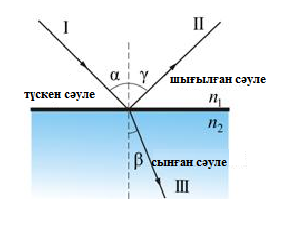 I
II
α
γ
шығылған сәуле
түскен сәуле
n₁
n₂
β
сынған сәуле
III